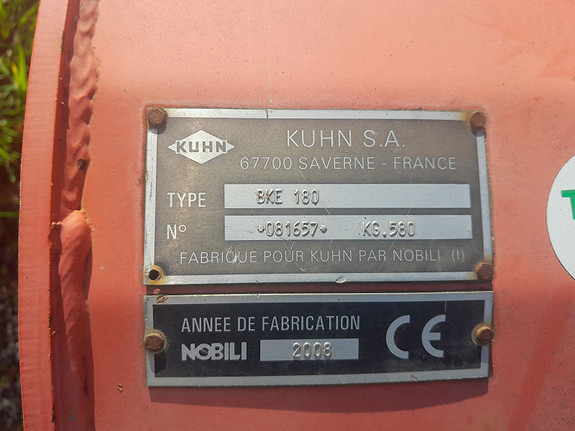 KUHN
KUHN S.A.
67700 SAVERNE - FRANCE
TYPE BKE 180
N° *081657* KG.580
FABRIQUE POUR KUHN PAR NOBILI (I)
ANNEE DE FABRICATION
NOBILI 2008 CE